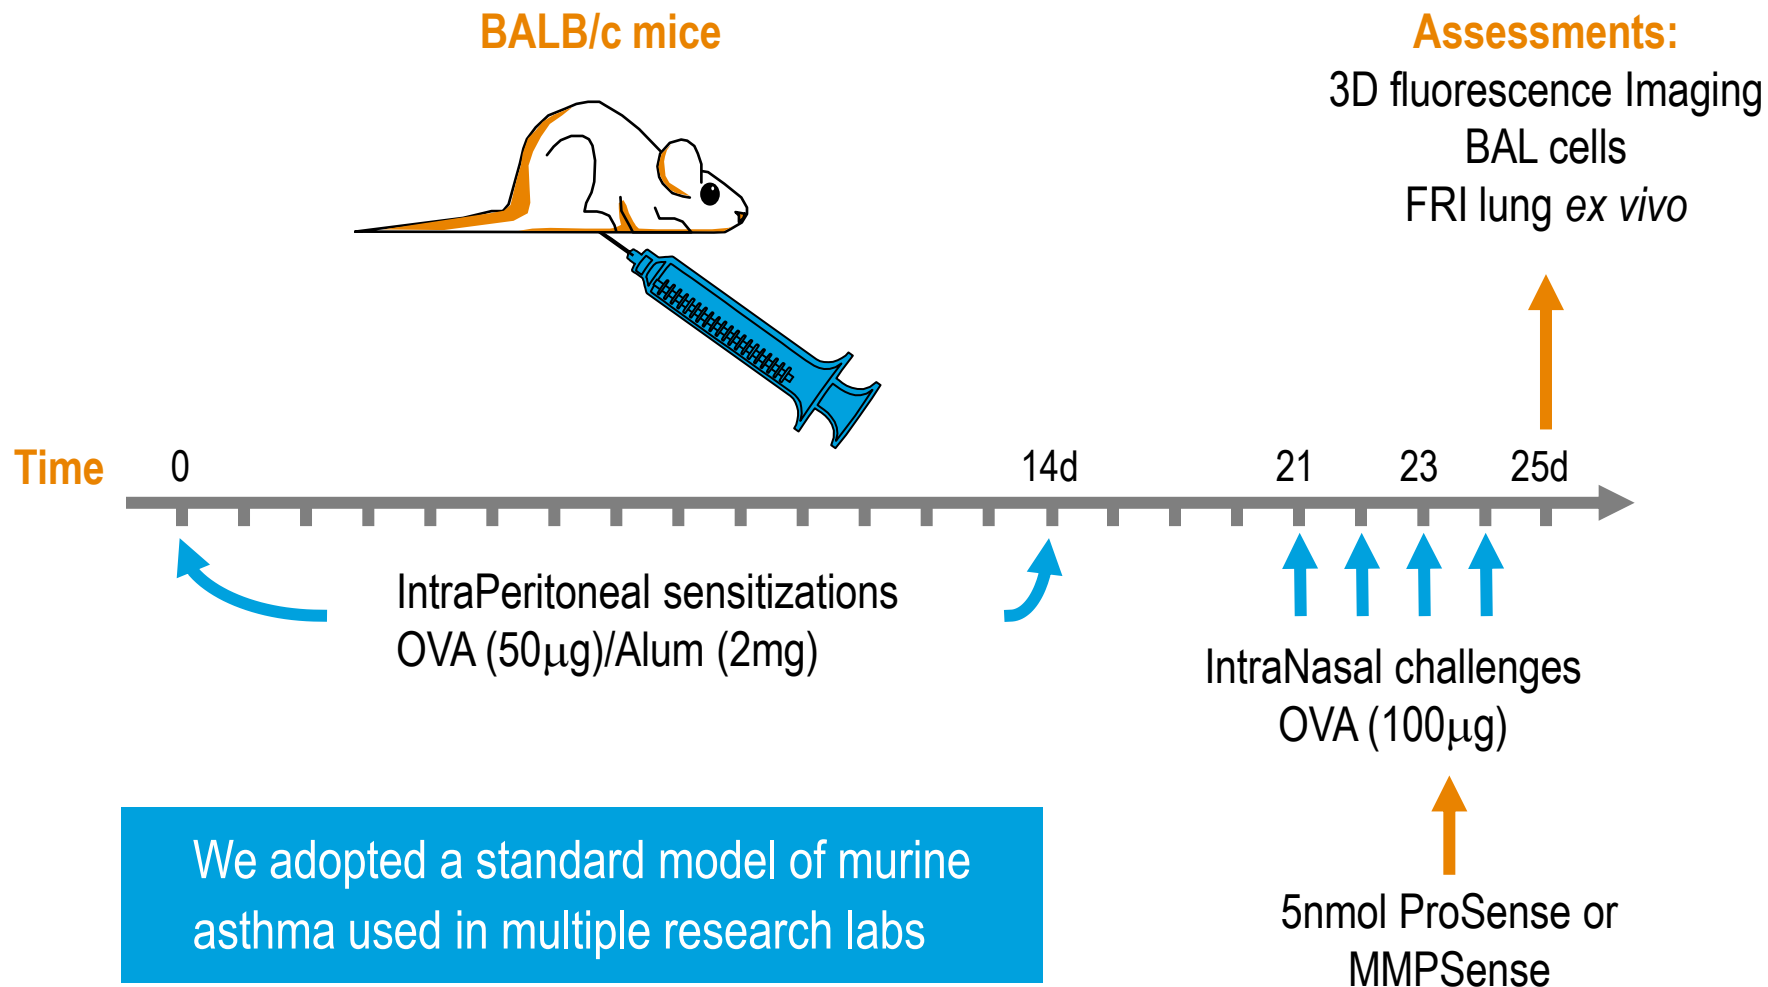 BALB/c mice
Assessments:
3D fluorescence Imaging
BAL cells
FRI lung ex vivo
Time
0
14d
21
23
25d
IntraPeritoneal sensitizations
OVA (50μg)/Alum (2mg)
IntraNasal challenges
OVA (100μg)
We adopted a standard model of murine
asthma used in multiple research labs
5nmol ProSense or
MMPSense